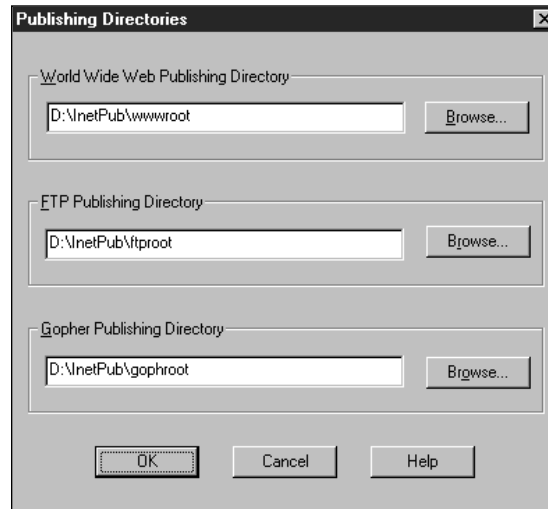 Publishing Directories
World Wide Web Publishing Directory
D:\InetPub\wwwroot
Browse...
FTP Publishing Directory
D:\InetPub\ftproot
Browse...
Gopher Publishing Directory
D:\InetPub\gophroot
Browse...
OK
Cancel
Help